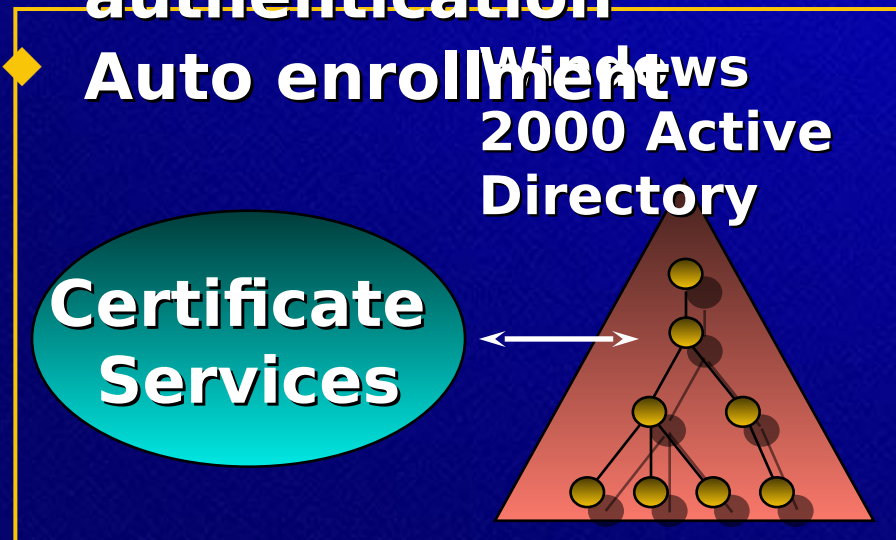 authentication
Auto enrollment
Windows
2000 Active
Directory
Certificate
Services